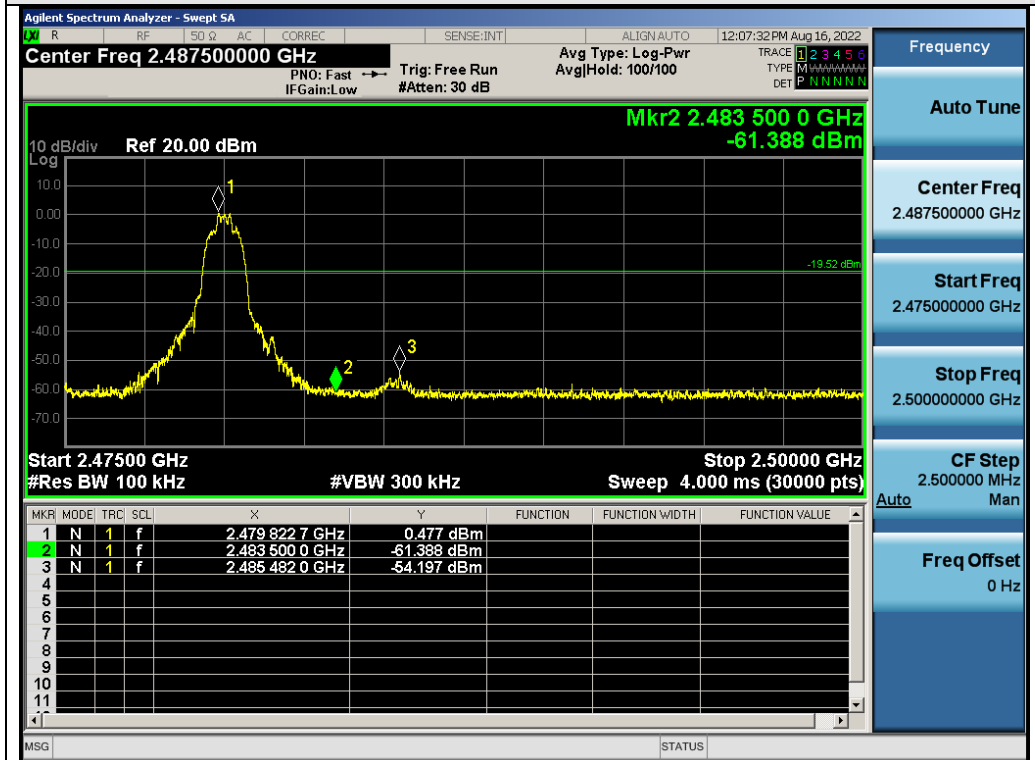 Agilent Spectrum Analyzer - Swept SA
LXI R RF 50 Ω AC CORREC SENSE:INT ALIGN AUTO 12:07:32 PM Aug 16, 2022
Center Freq 2.487500000 GHz
PNO: Fast
IFGain:Low
Trig: Free Run
#Atten: 30 dB
Avg Type: Log-Pwr
Avg|Hold: 100/100
TRACE 1 2 3 4 5 6
TYPE M
DET P N N N N N
Mkr2 2.483 500 0 GHz
-61.388 dBm
10 dB/div Ref 20.00 dBm
Log
10.0
0.00
-10.0
-20.0
-30.0
-40.0
-50.0
-60.0
-70.0
1
2
3
-19.52 dBm
Start 2.47500 GHz Stop 2.50000 GHz
#Res BW 100 kHz #VBW 300 kHz Sweep 4.000 ms (30000 pts)
MKR MODE TRC SCL X Y FUNCTION FUNCTION WIDTH FUNCTION VALUE
1 N 1 f 2.479 822 7 GHz 0.477 dBm
2 N 1 f 2.483 500 0 GHz -61.388 dBm
3 N 1 f 2.485 482 0 GHz -54.197 dBm
4
5
6
7
8
9
10
11
MSG STATUS
Frequency
Auto Tune
Center Freq
2.487500000 GHz
Start Freq
2.475000000 GHz
Stop Freq
2.500000000 GHz
CF Step
2.500000 MHz
Auto Man
Freq Offset
0 Hz